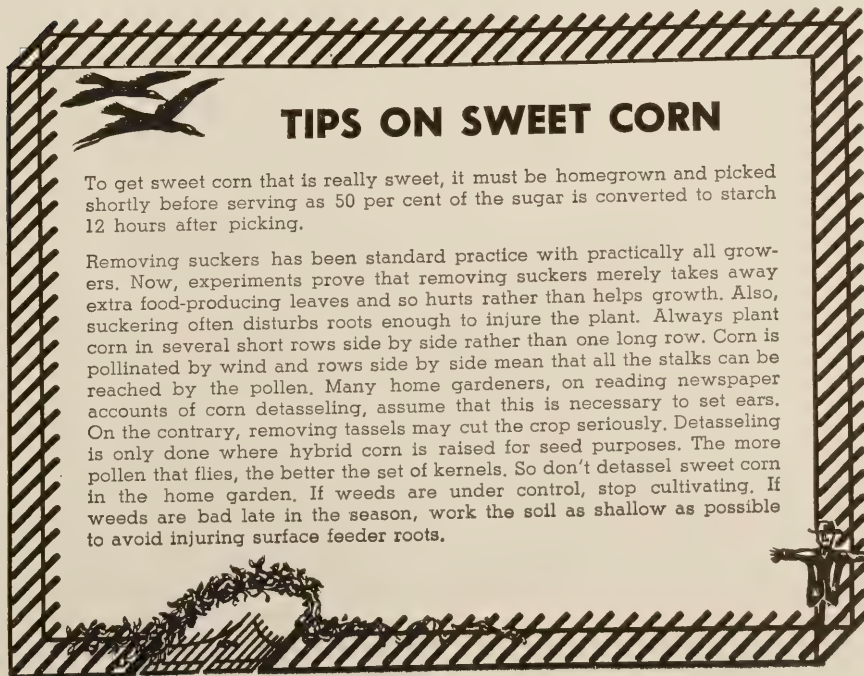 TIPS ON SWEET CORN
To get sweet corn that is really sweet, it must be homegrown and picked
shortly before serving as 50 per cent of the sugar is converted to starch
12 hours after picking.
Removing suckers has been standard practice with practically all grow-
ers. Now, experiments prove that removing suckers merely takes away
extra food-producing leaves and so hurts rather than helps growth. Also,
suckering often disturbs roots enough to injure the plant. Always plant
corn in several short rows side by side rather than one long row. Corn is
pollinated by wind and rows side by side mean that all the stalks can be
reached by the pollen. Many home gardeners, on reading newspaper
accounts of corn detasseling, assume that this is necessary to set ears.
On the contrary, removing tassels may cut the crop seriously. Detasseling
is only done where hybrid corn is raised for seed purposes. The more
pollen that flies, the better the set of kernels. So don't detassel sweet corn
in the home garden. If weeds are under control, stop cultivating. If
weeds are bad late in the season, work the soil as shallow as possible
to avoid injuring surface feeder roots.